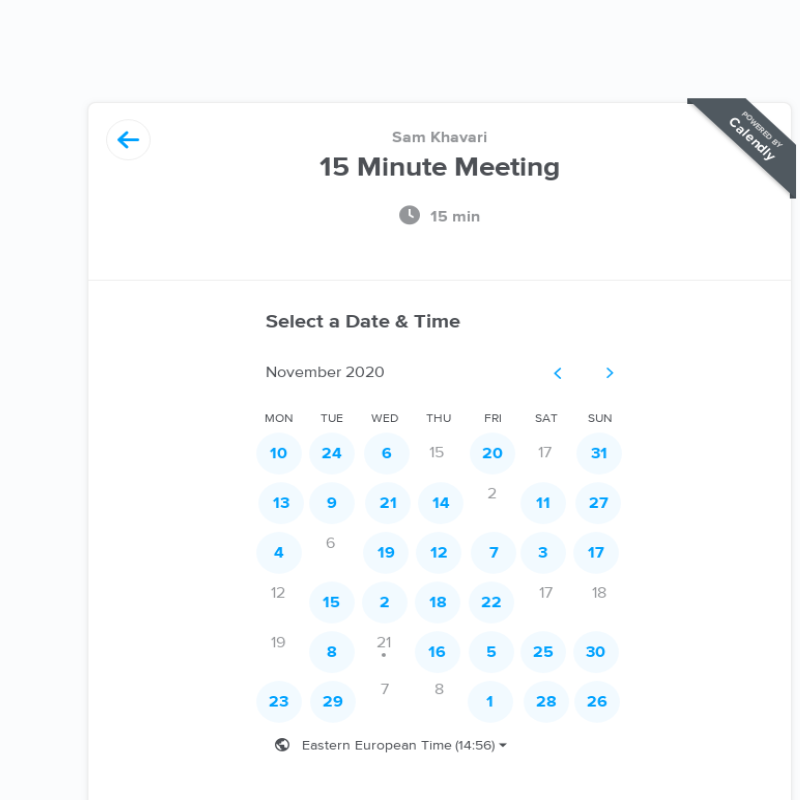 POWERED BY
Calendly
Sam Khavari
15 Minute Meeting
15 min
Select a Date & Time
November 2020
MON TUE WED THU FRI SAT SUN
10 24 6 15 20 17 31
13 9 21 14 2 11 27
4 6 19 12 7 3 17
12 15 2 18 22 17 18
19 8 21 16 5 25 30
23 29 7 8 1 28 26
Eastern European Time (14:56)